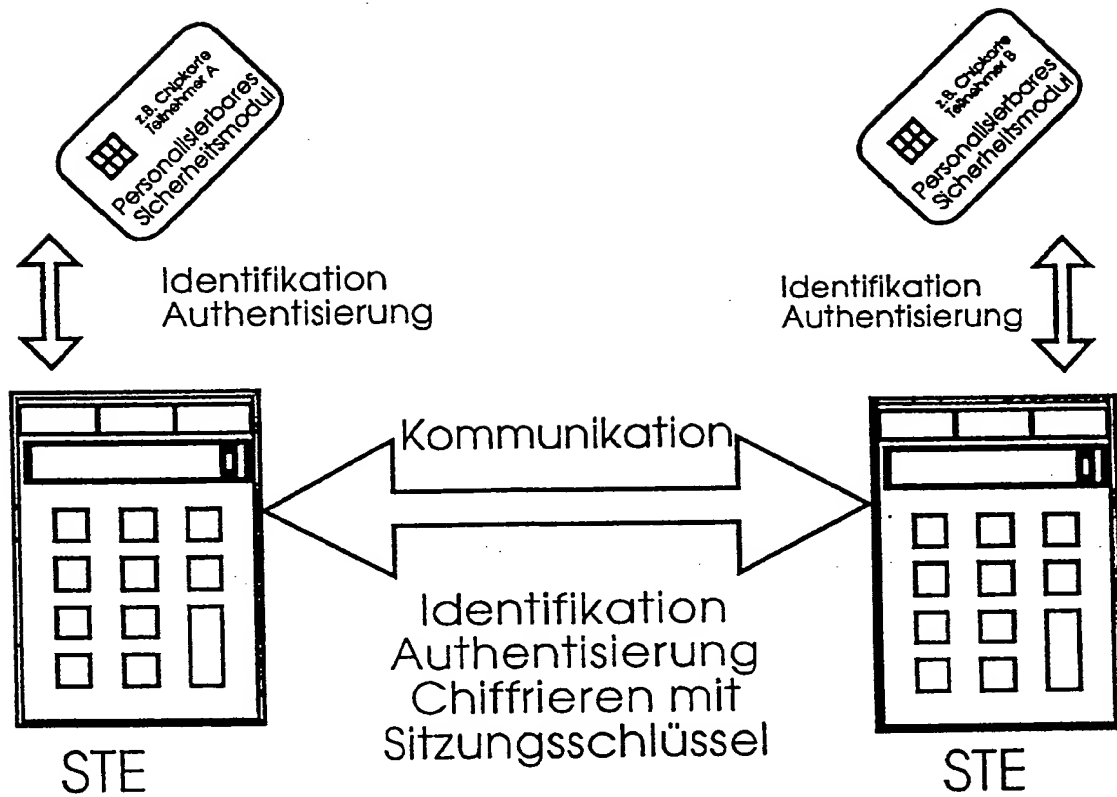 z.B. Chipkarte
Teilnehmer A
Personalisierbares
Sicherheitsmodul
z.B. Chipkarte
Teilnehmer B
Personalisierbares
Sicherheitsmodul
Identifikation
Authentisierung
Identifikation
Authentisierung
Kommunikation
Identifikation
Authentisierung
Chiffrieren mit
Sitzungsschlüssel
STE
STE